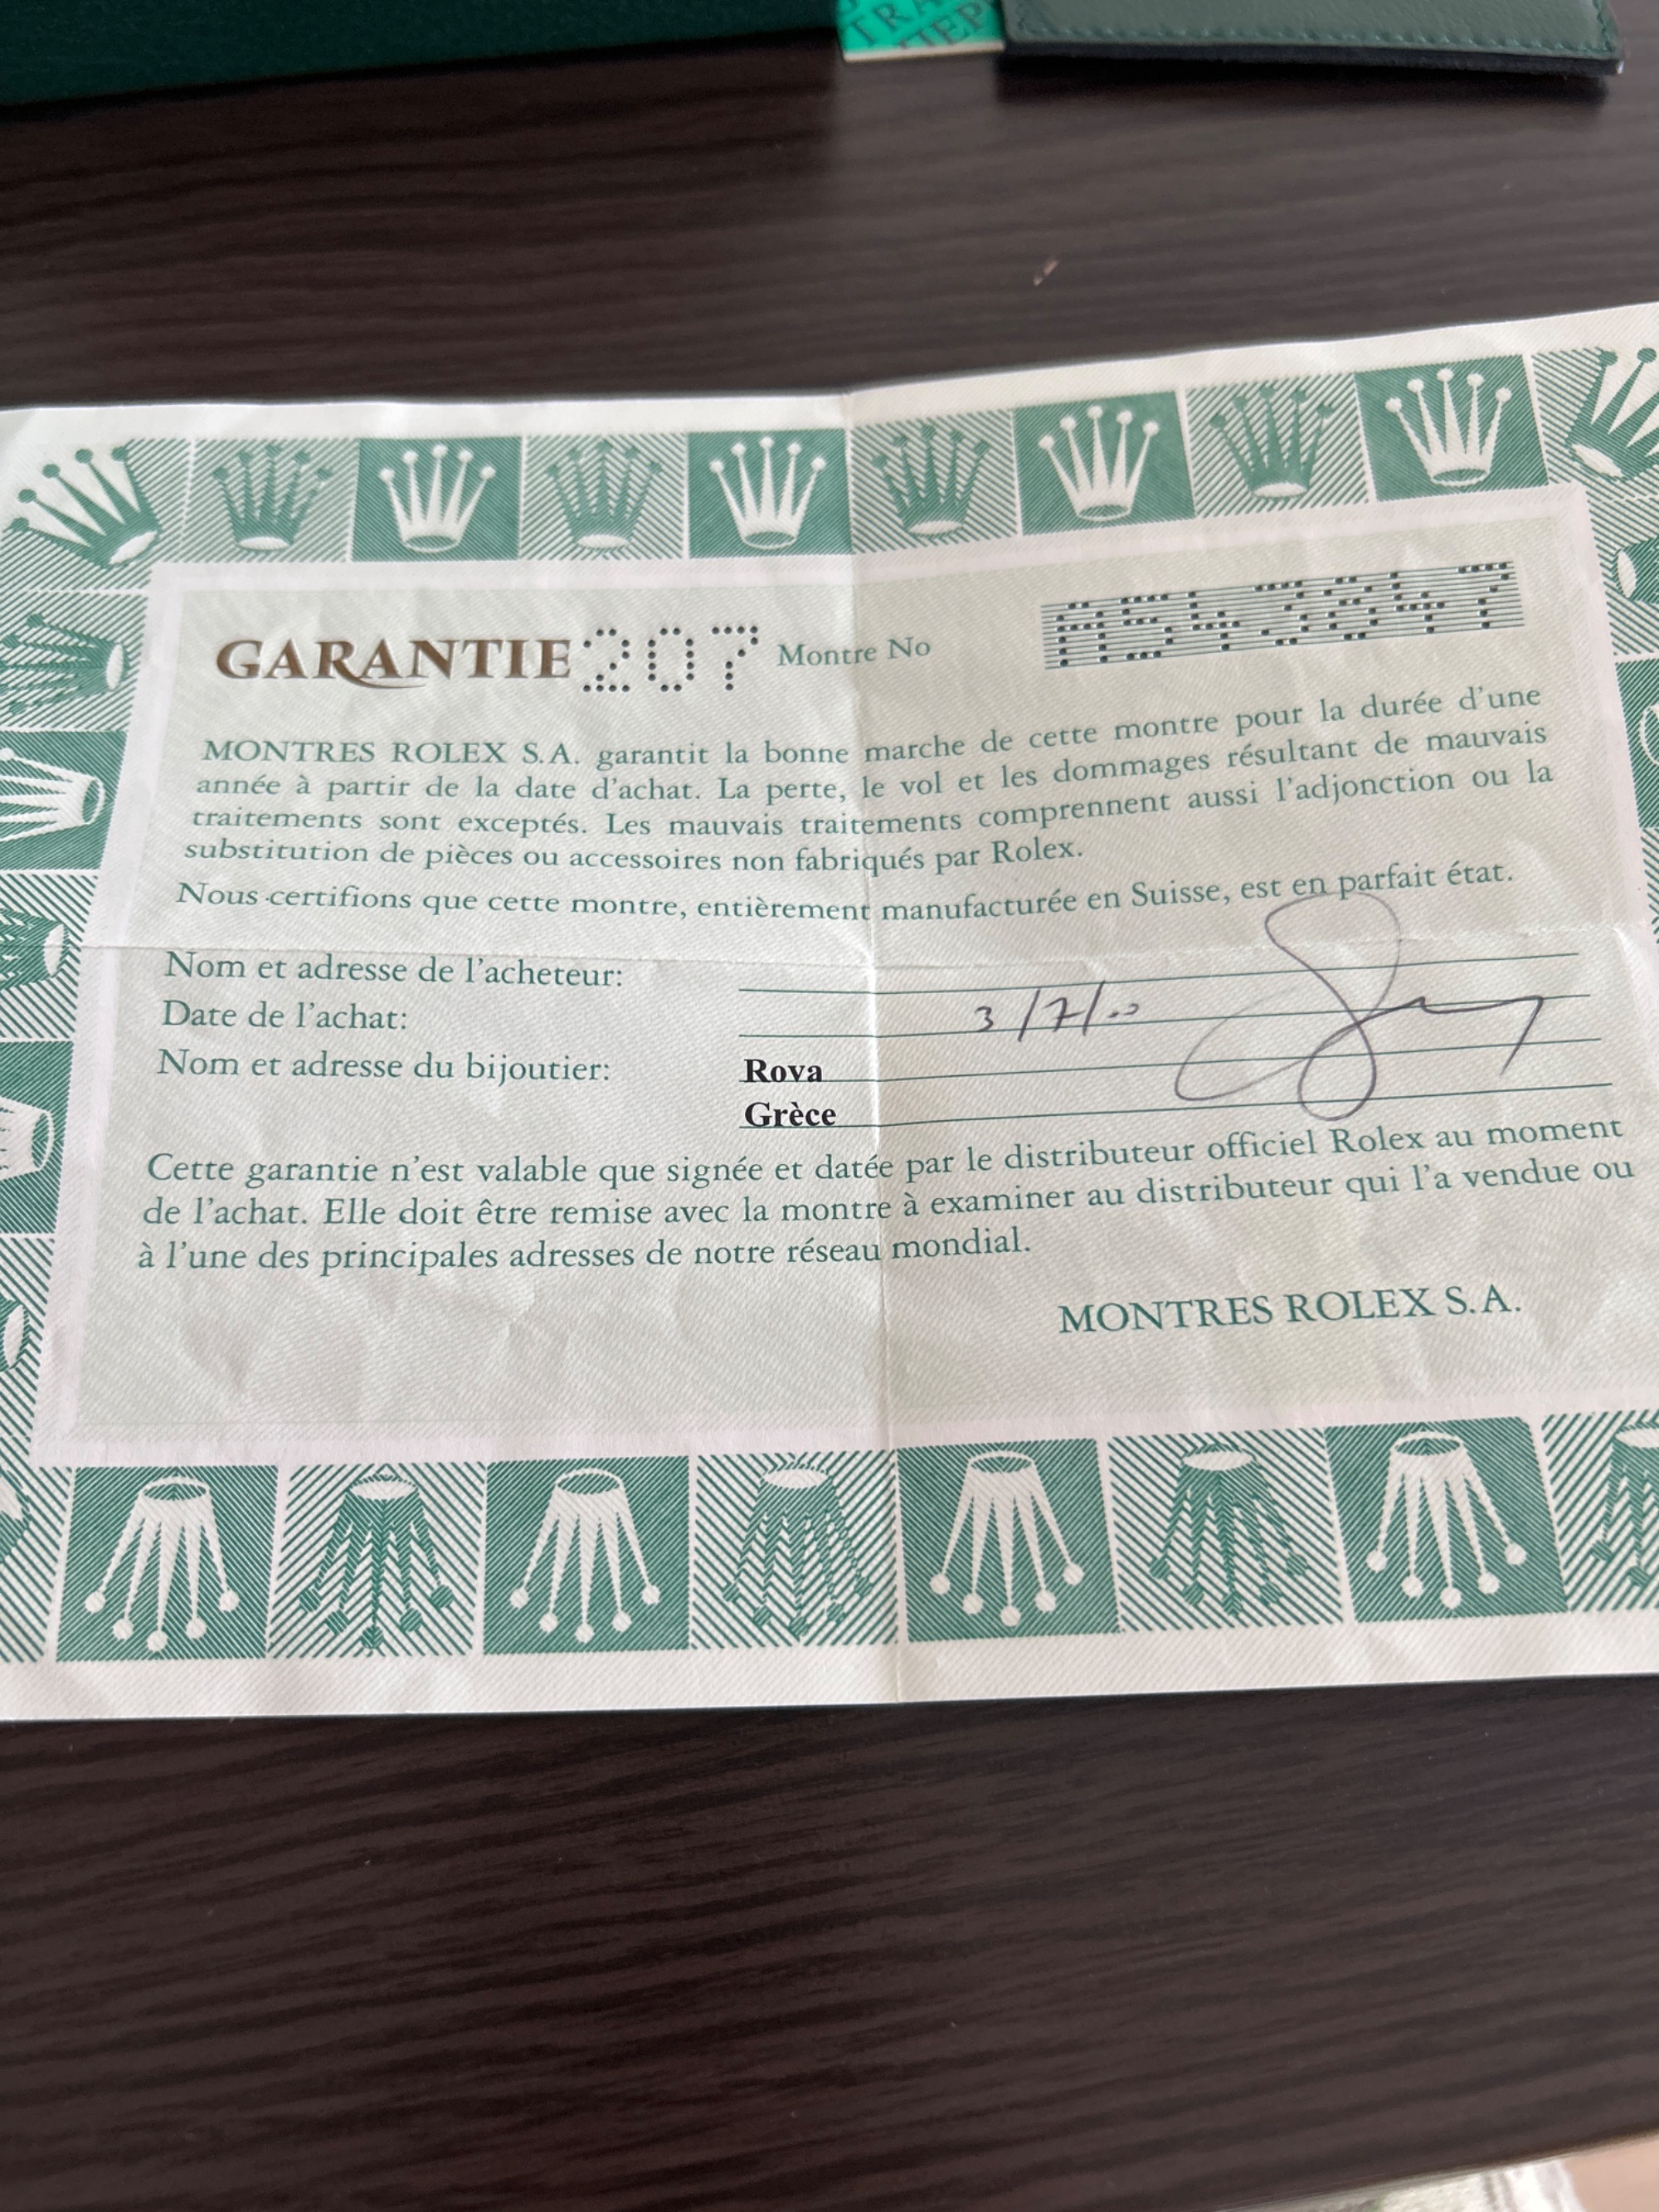 GARANTIE 207 Montre No A543847
MONTRES ROLEX S.A. garantit la bonne marche de cette montre pour la durée d'une
année à partir de la date d'achat. La perte, le vol et les dommages résultant de mauvais
traitements sont exceptés. Les mauvais traitements comprennent aussi l'adjonction ou la
substitution de pièces ou accessoires non fabriqués par Rolex.
Nous certifions que cette montre, entièrement manufacturée en Suisse, est en parfait état.
Nom et adresse de l'acheteur:
Date de l'achat: 3/7/00
Nom et adresse du bijoutier: Rova
Grèce
Cette garantie n'est valable que signée et datée par le distributeur officiel Rolex au moment
de l'achat. Elle doit être remise avec la montre à examiner au distributeur qui l'a vendue ou
à l'une des principales adresses de notre réseau mondial.
MONTRES ROLEX S.A.